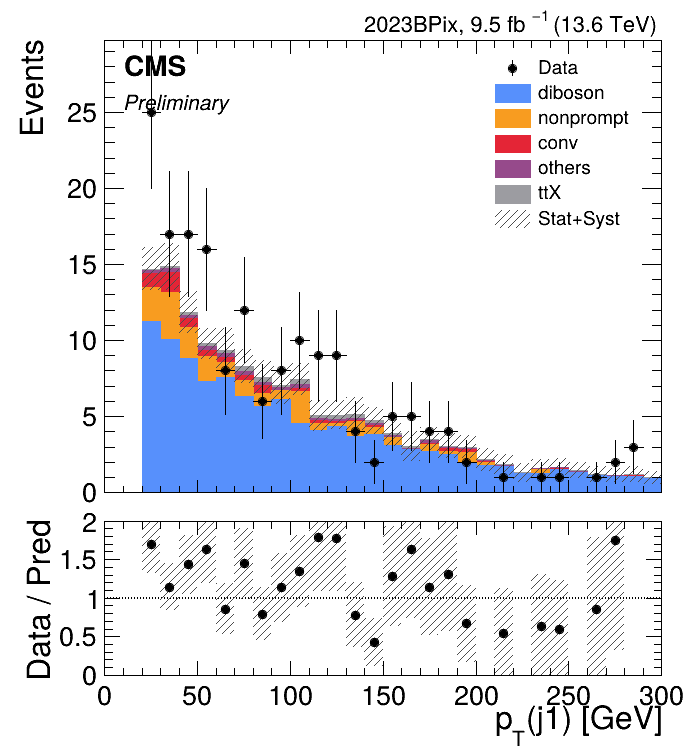 2023BPix, 9.5 fb⁻¹ (13.6 TeV)
CMS
Preliminary
Events
Data
diboson
nonprompt
conv
others
ttX
Stat+Syst
25
20
15
10
5
0
Data / Pred
2
1.5
1
0.5
0
0 50 100 150 200 250 300
p_T(j1) [GeV]